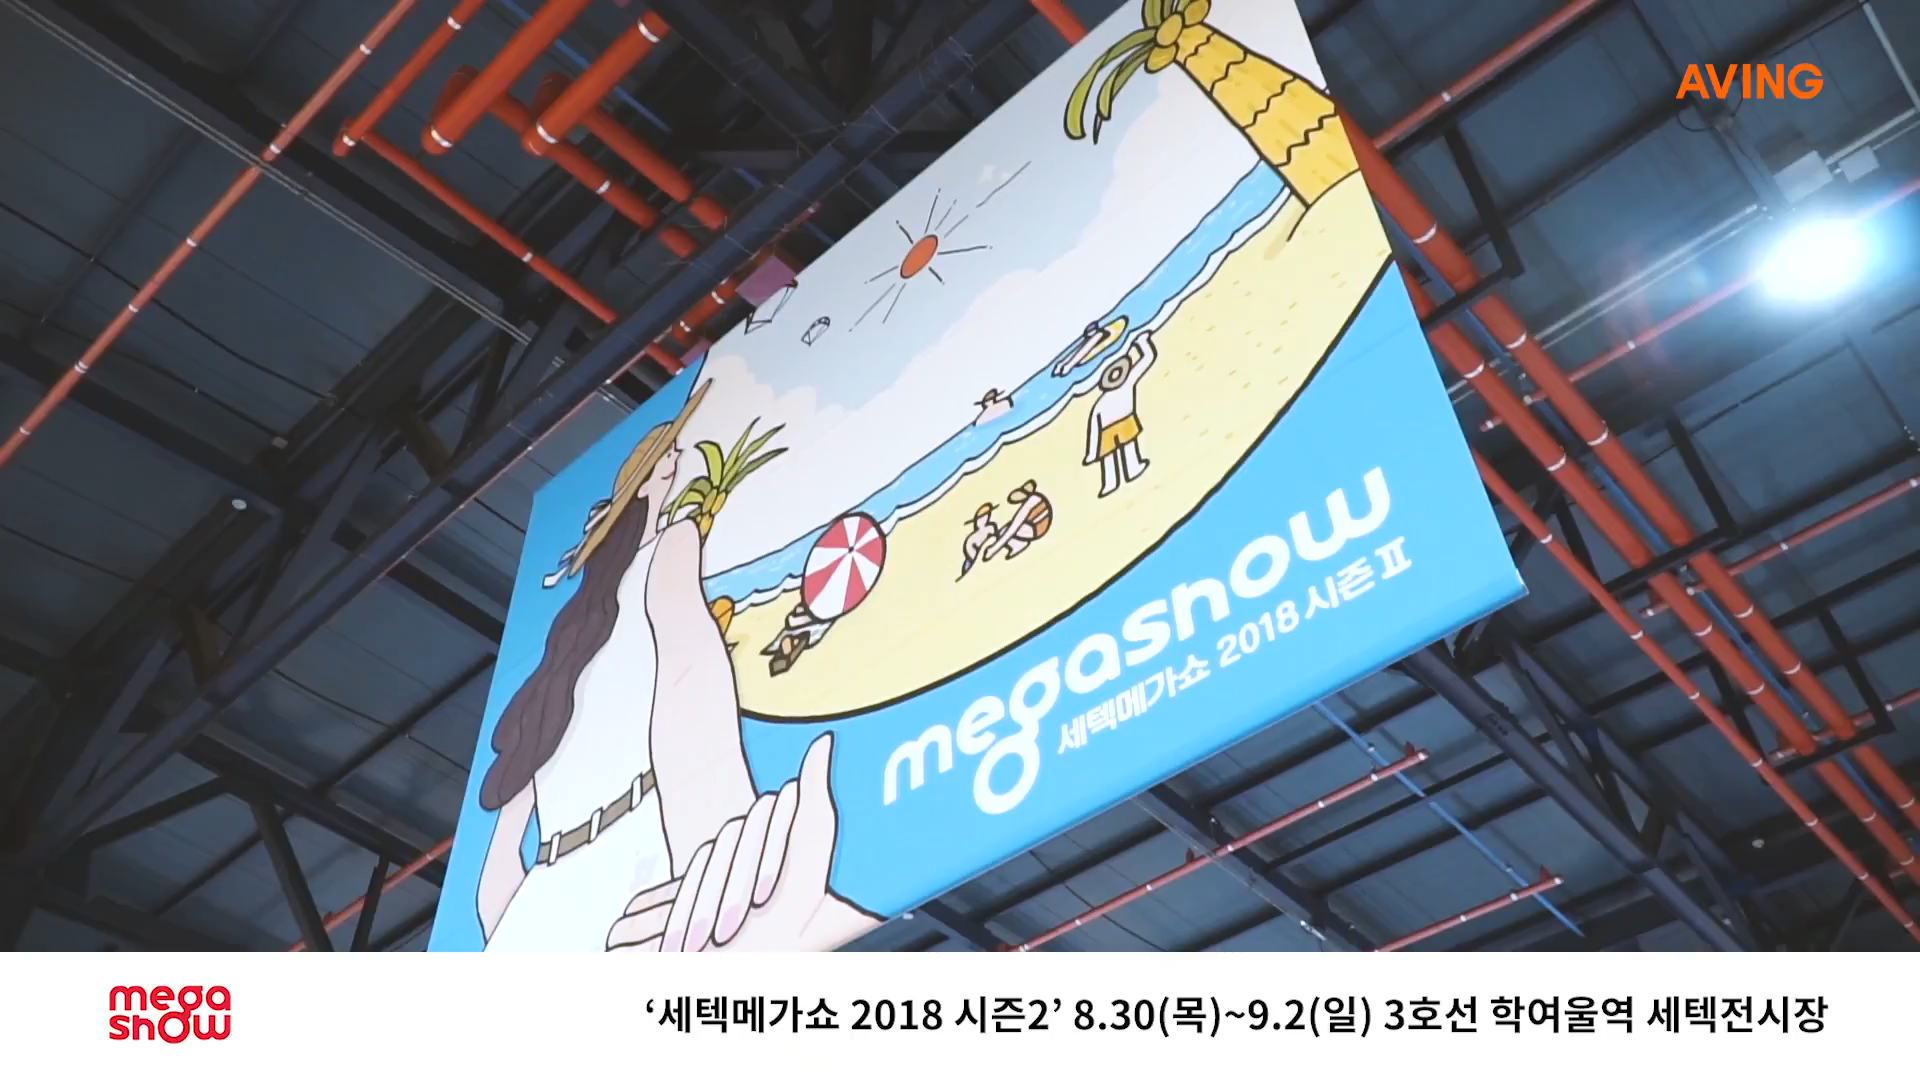 AVING
megashow
세텍메가쇼 2018 시즌 Ⅱ
mega
show
‘세텍메가쇼 2018 시즌2’ 8.30(목)~9.2(일) 3호선 학여울역 세텍전시장